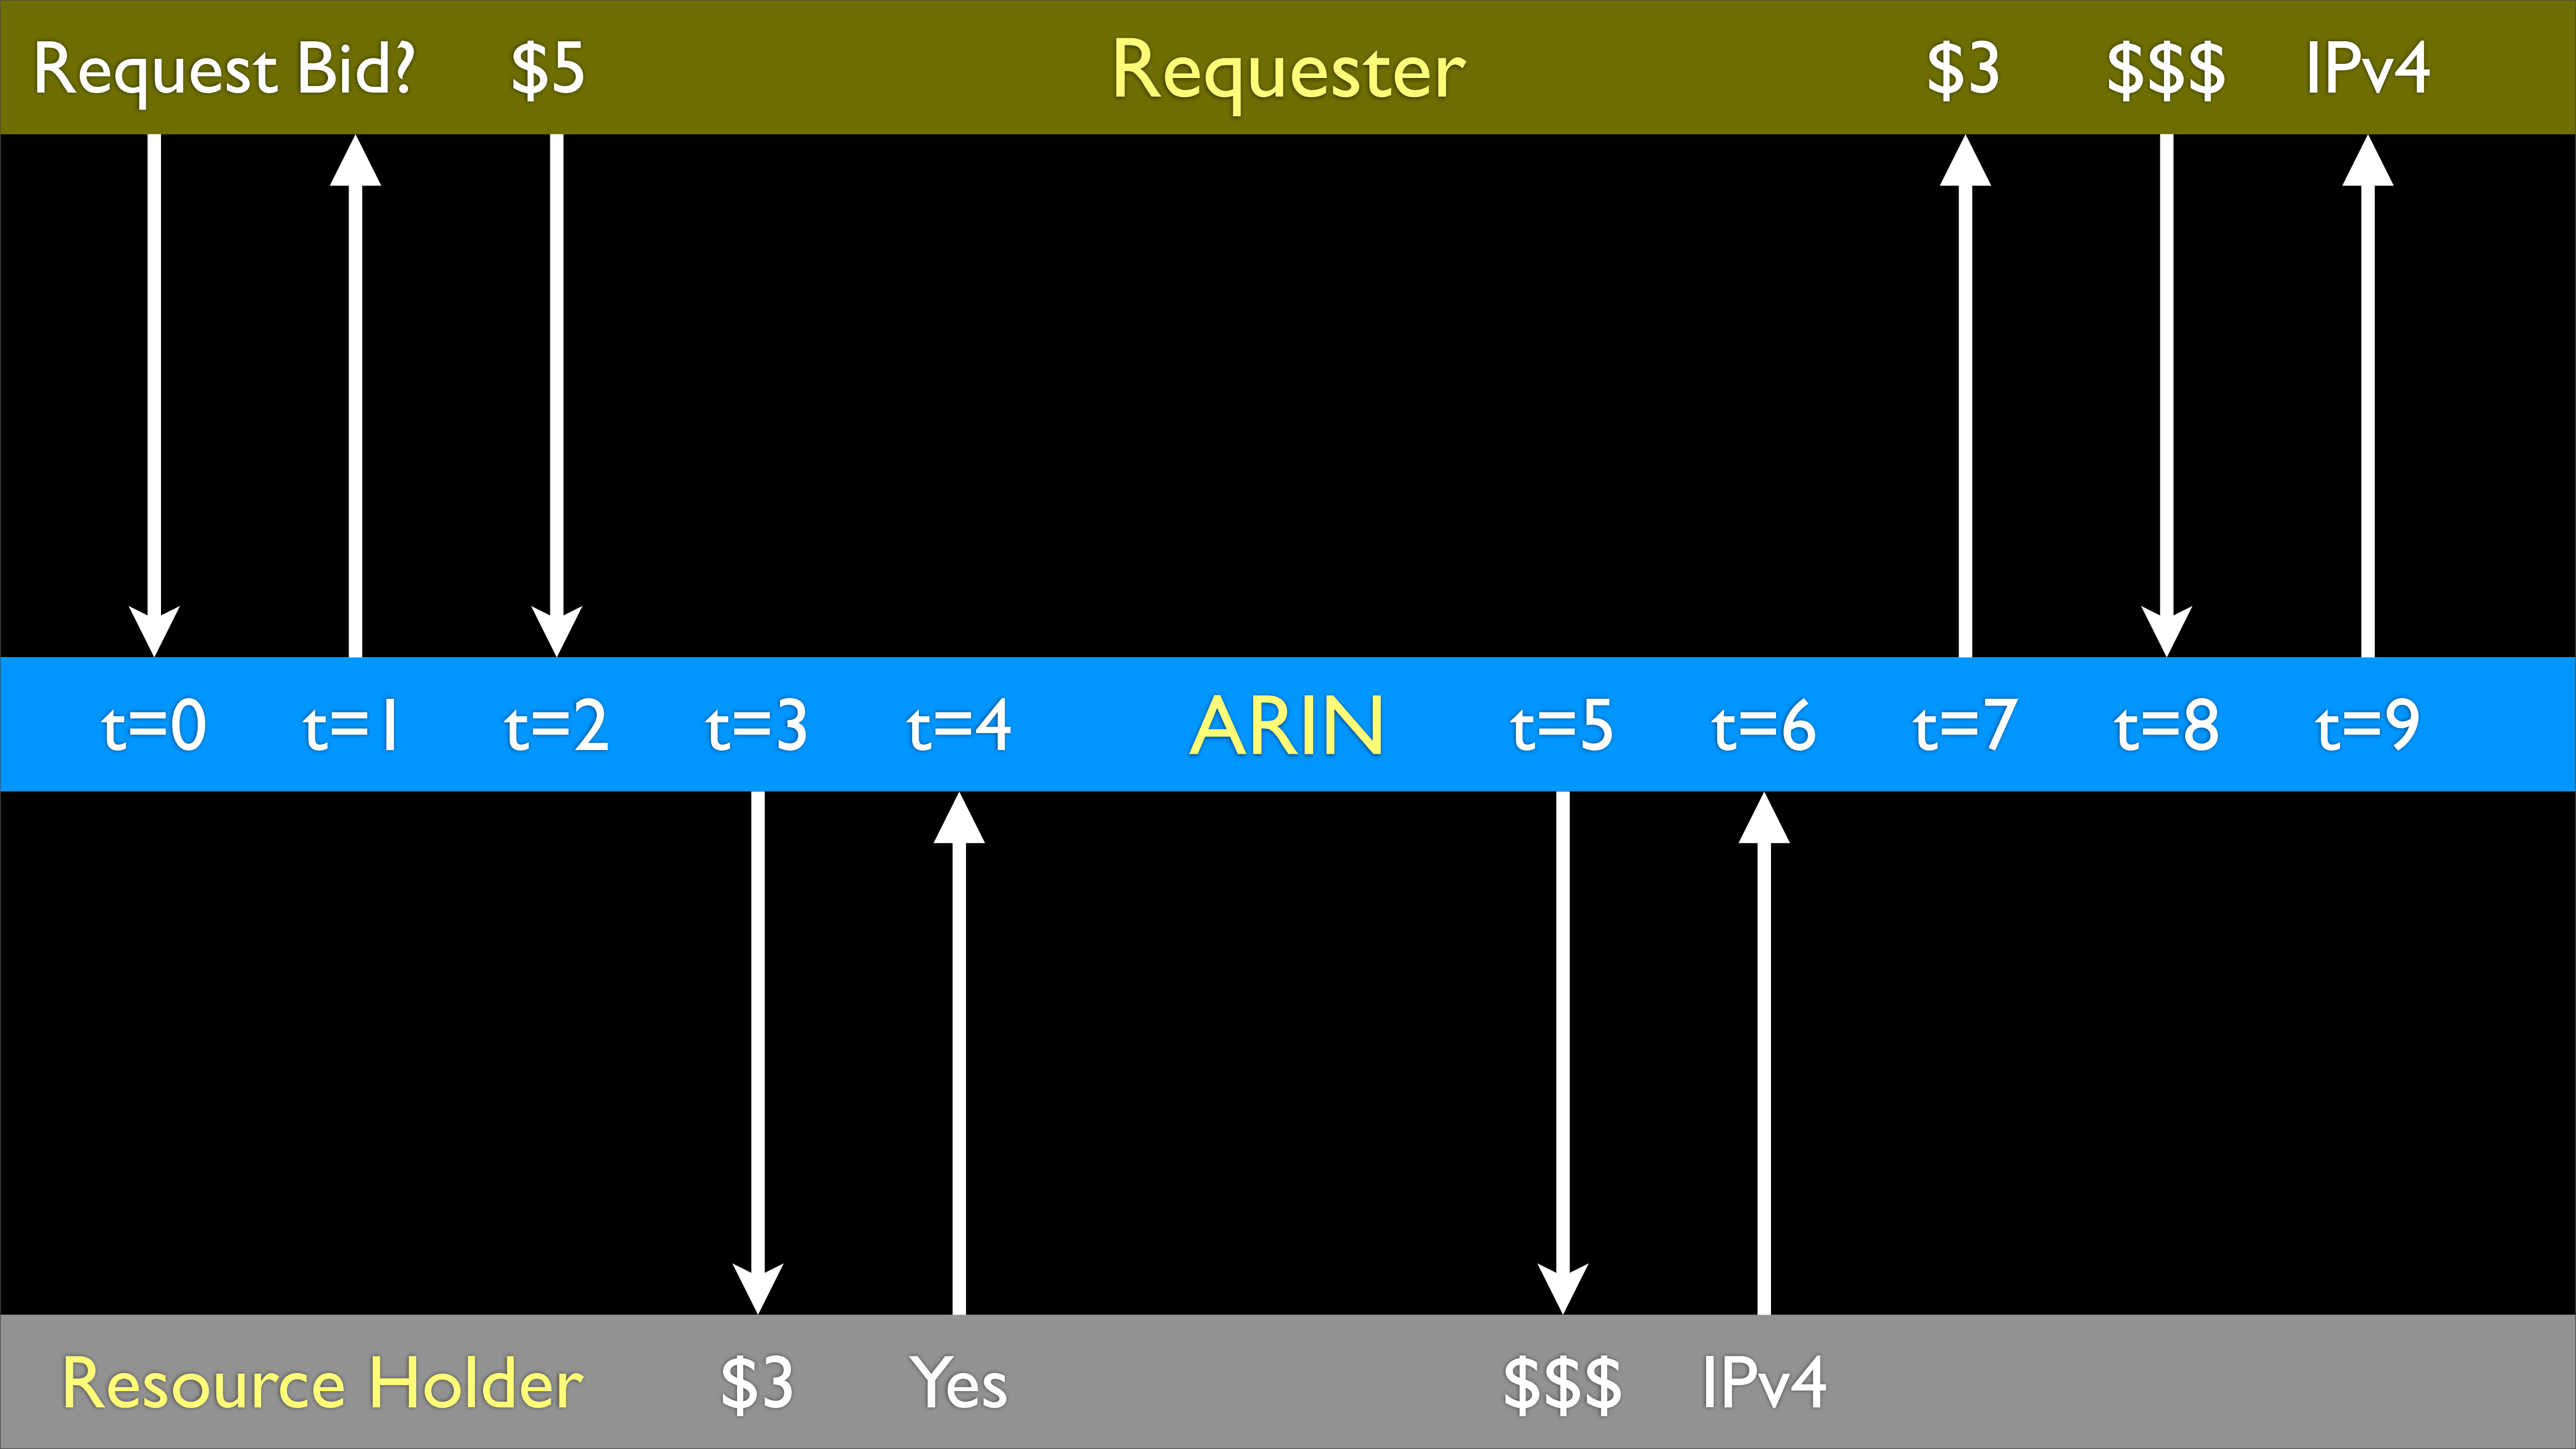 Request Bid? $5 Requester $3 $$$ IPv4
t=0 t=1 t=2 t=3 t=4 ARIN t=5 t=6 t=7 t=8 t=9
Resource Holder $3 Yes $$$ IPv4